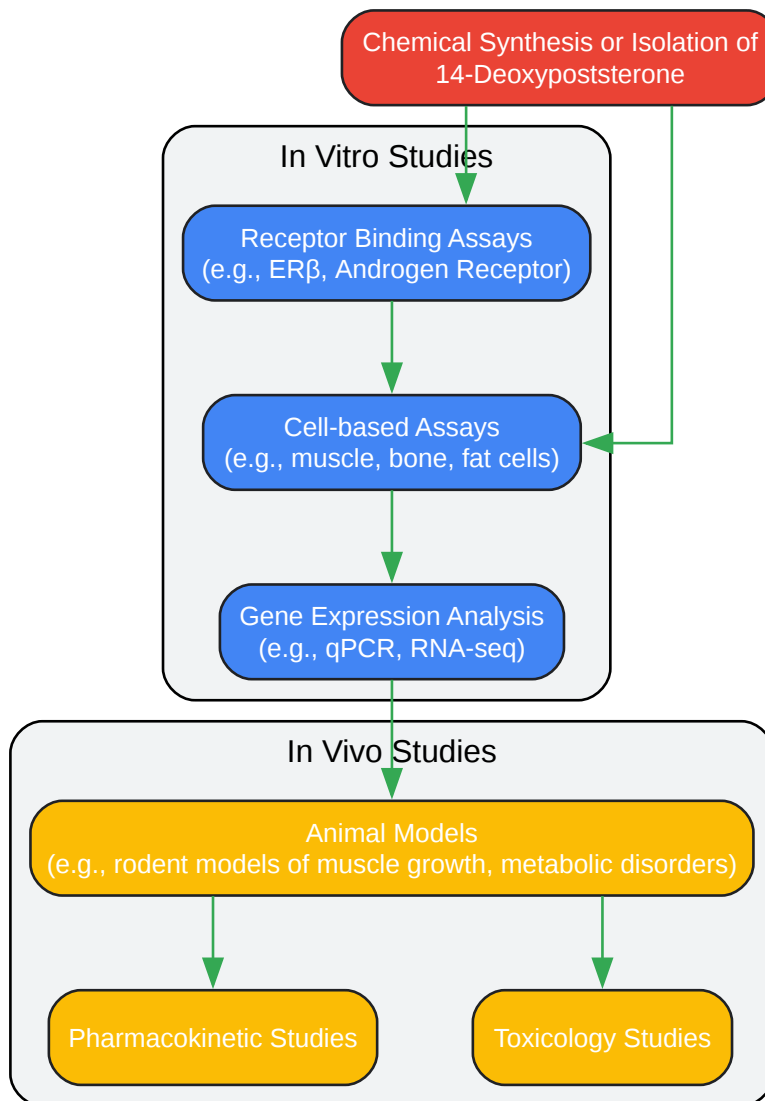 Chemical Synthesis or Isolation of
14-Deoxypoststerone
In Vitro Studies
Receptor Binding Assays
(e.g., ERβ, Androgen Receptor)
Cell-based Assays
(e.g., muscle, bone, fat cells)
Gene Expression Analysis
(e.g., qPCR, RNA-seq)
In Vivo Studies
Animal Models
(e.g., rodent models of muscle growth, metabolic disorders)
Pharmacokinetic Studies
Toxicology Studies